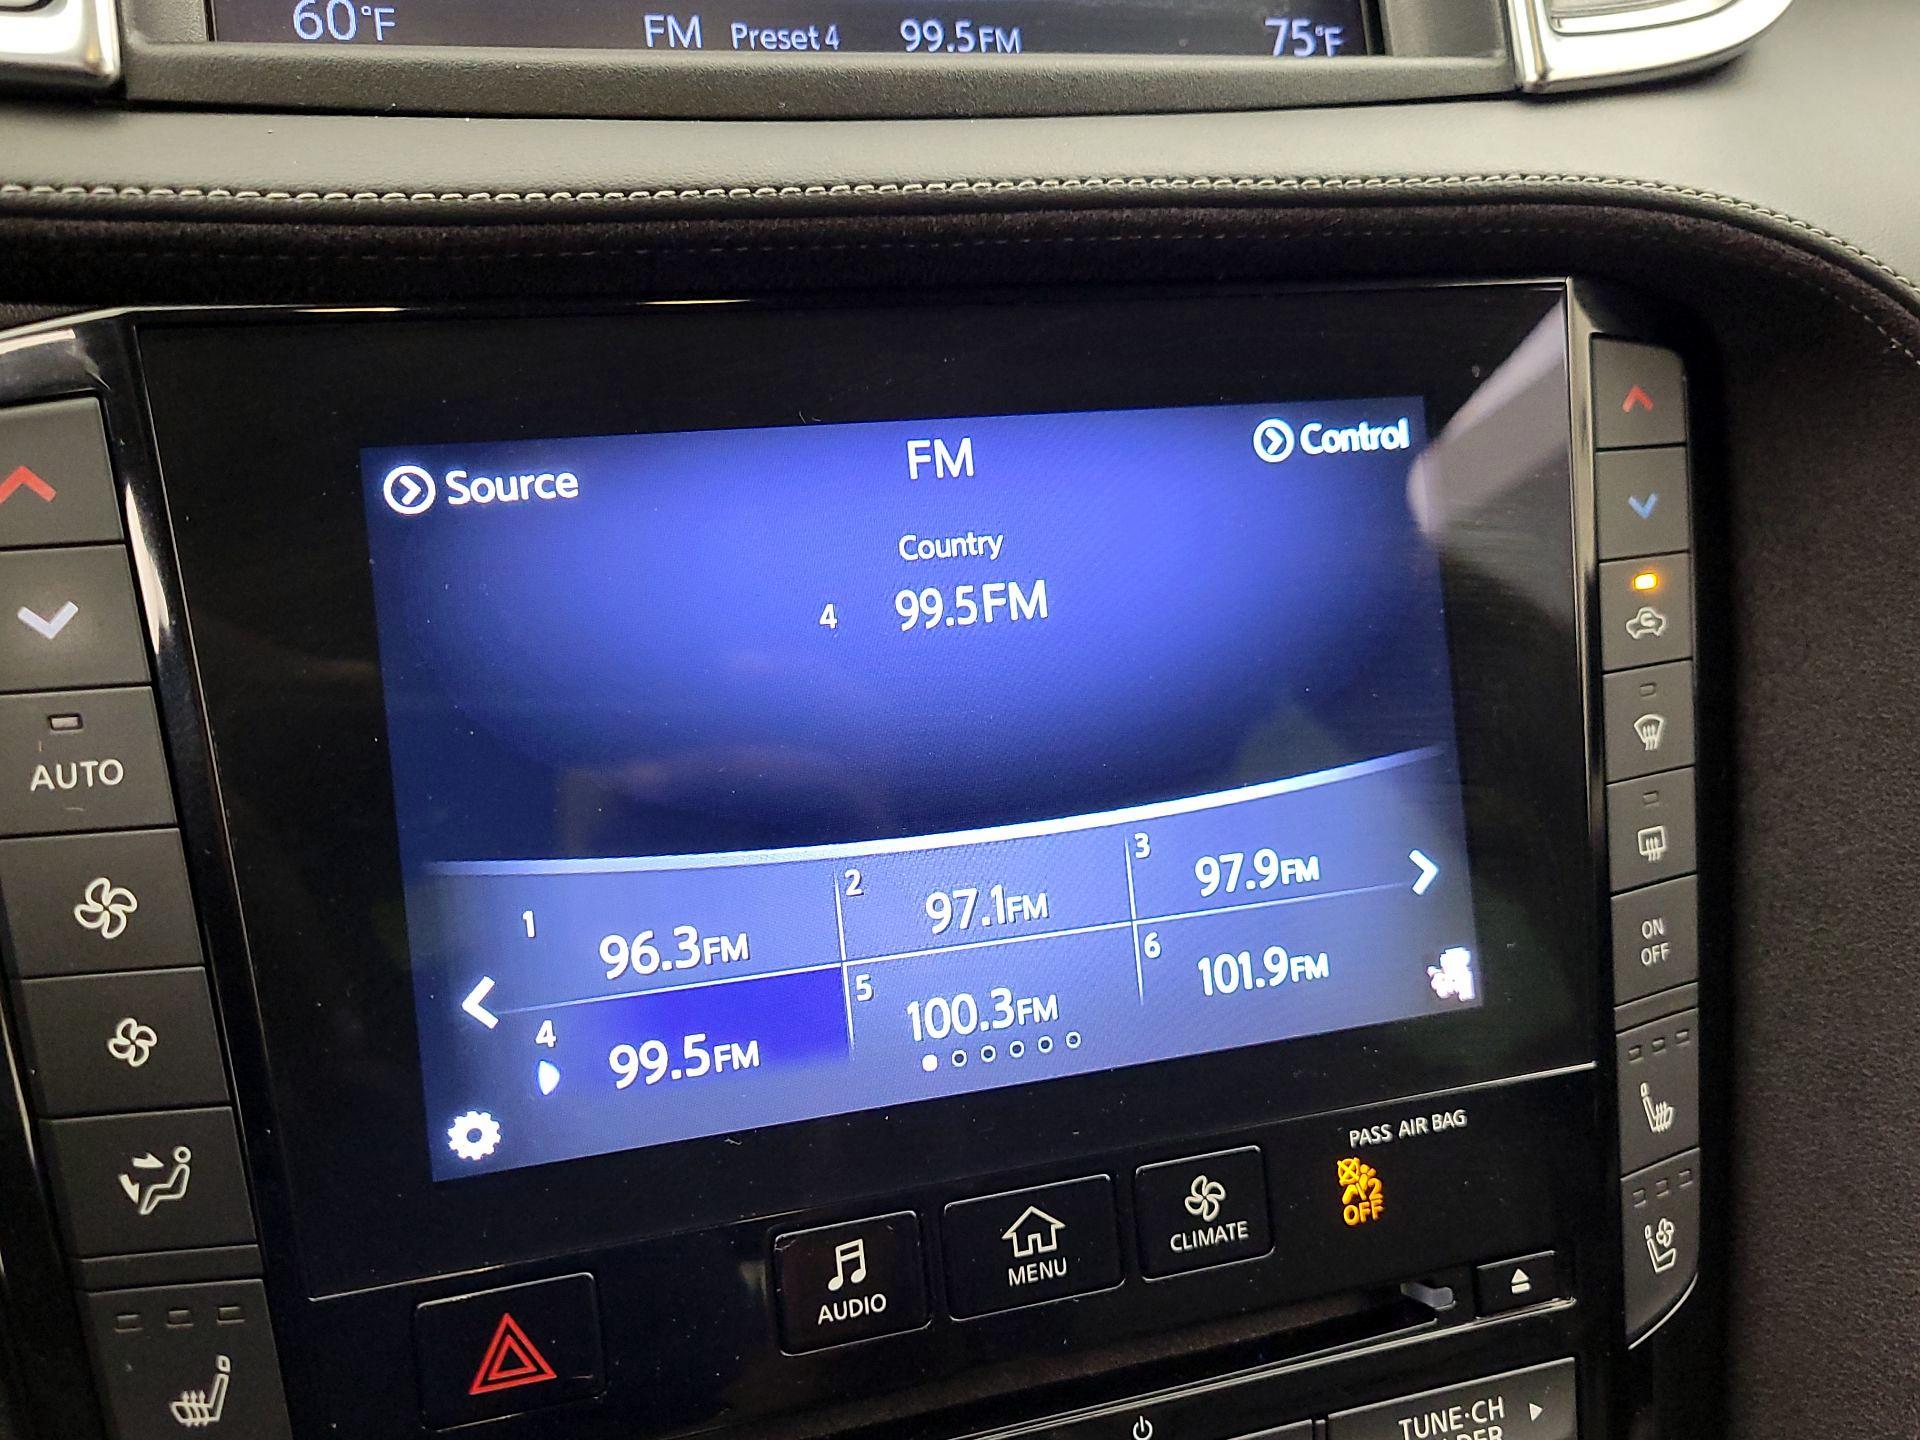 60°F FM Preset 4 99.5FM 75°F
Source FM Control
Country
4 99.5FM
1 96.3FM 2 97.1FM 3 97.9FM
4 99.5FM 5 100.3FM 6 101.9FM
AUTO
ON
OFF
PASS AIR BAG
2
OFF
AUDIO MENU CLIMATE
TUNE·CH